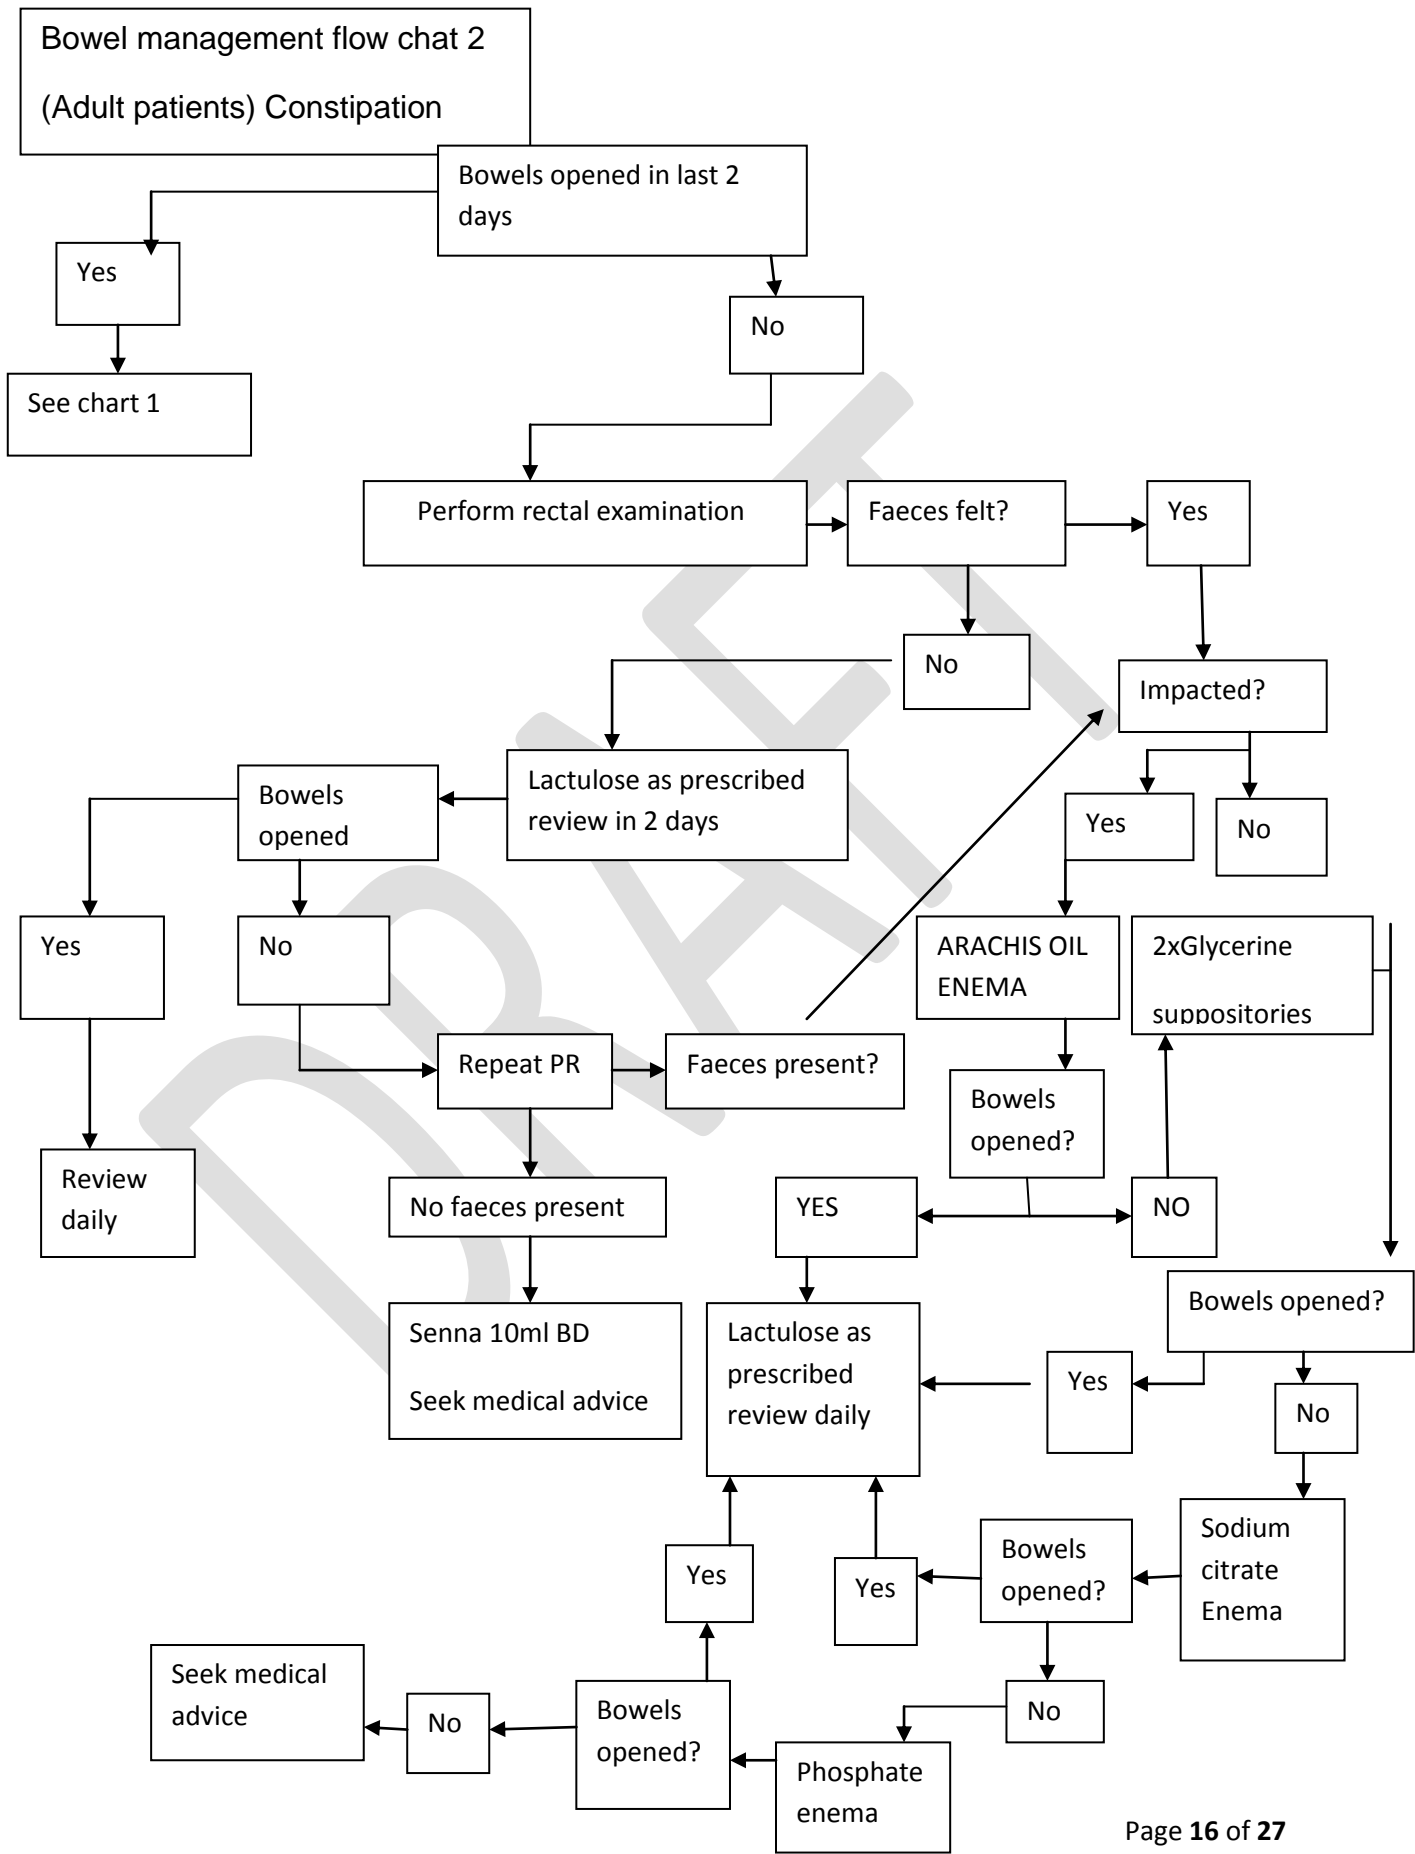 Bowel management flow chat 2
(Adult patients) Constipation
Bowels opened in last 2
days
Yes
No
See chart 1
Perform rectal examination
Faeces felt?
Yes
No
Impacted?
Lactulose as prescribed
review in 2 days
Bowels
opened
Yes
No
Yes
No
ARACHIS OIL
ENEMA
2xGlycerine
suppositories
Repeat PR
Faeces present?
Bowels
opened?
Review
daily
No faeces present
YES
NO
Senna 10ml BD
Seek medical advice
Lactulose as
prescribed
review daily
Bowels opened?
Yes
No
Sodium
citrate
Enema
Bowels
opened?
Yes
Yes
No
Seek medical
advice
No
Bowels
opened?
Phosphate
enema
DRAFT
Page 16 of 27